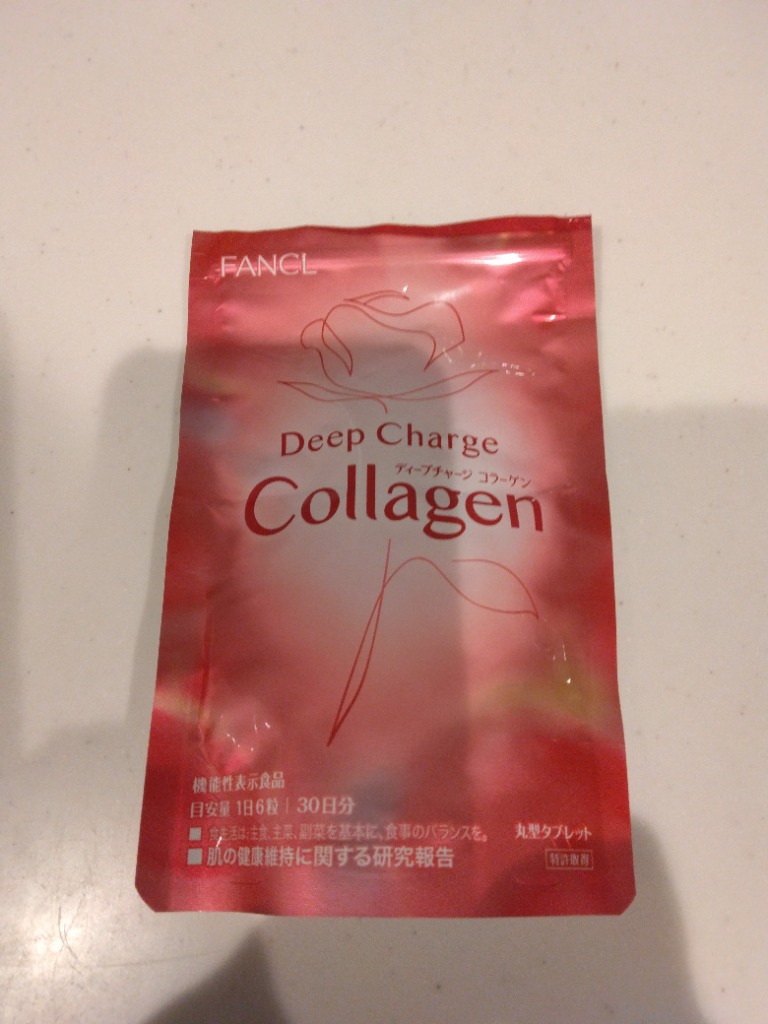 FANCL
Deep Charge
ディープチャージ コラーゲン
Collagen
機能性表示食品
目安量 1日6粒 | 30日分
■ 食生活は、主食、主菜、副菜を基本に、食事のバランスを。
丸型タブレット
■ 肌の健康維持に関する研究報告
特許取得